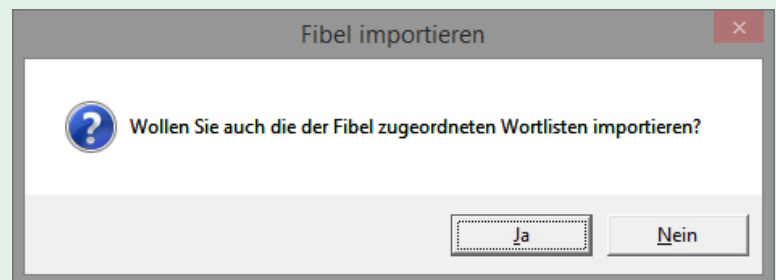 Fibel importieren
Wollen Sie auch die der Fibel zugeordneten Wortlisten importieren?
Ja
Nein